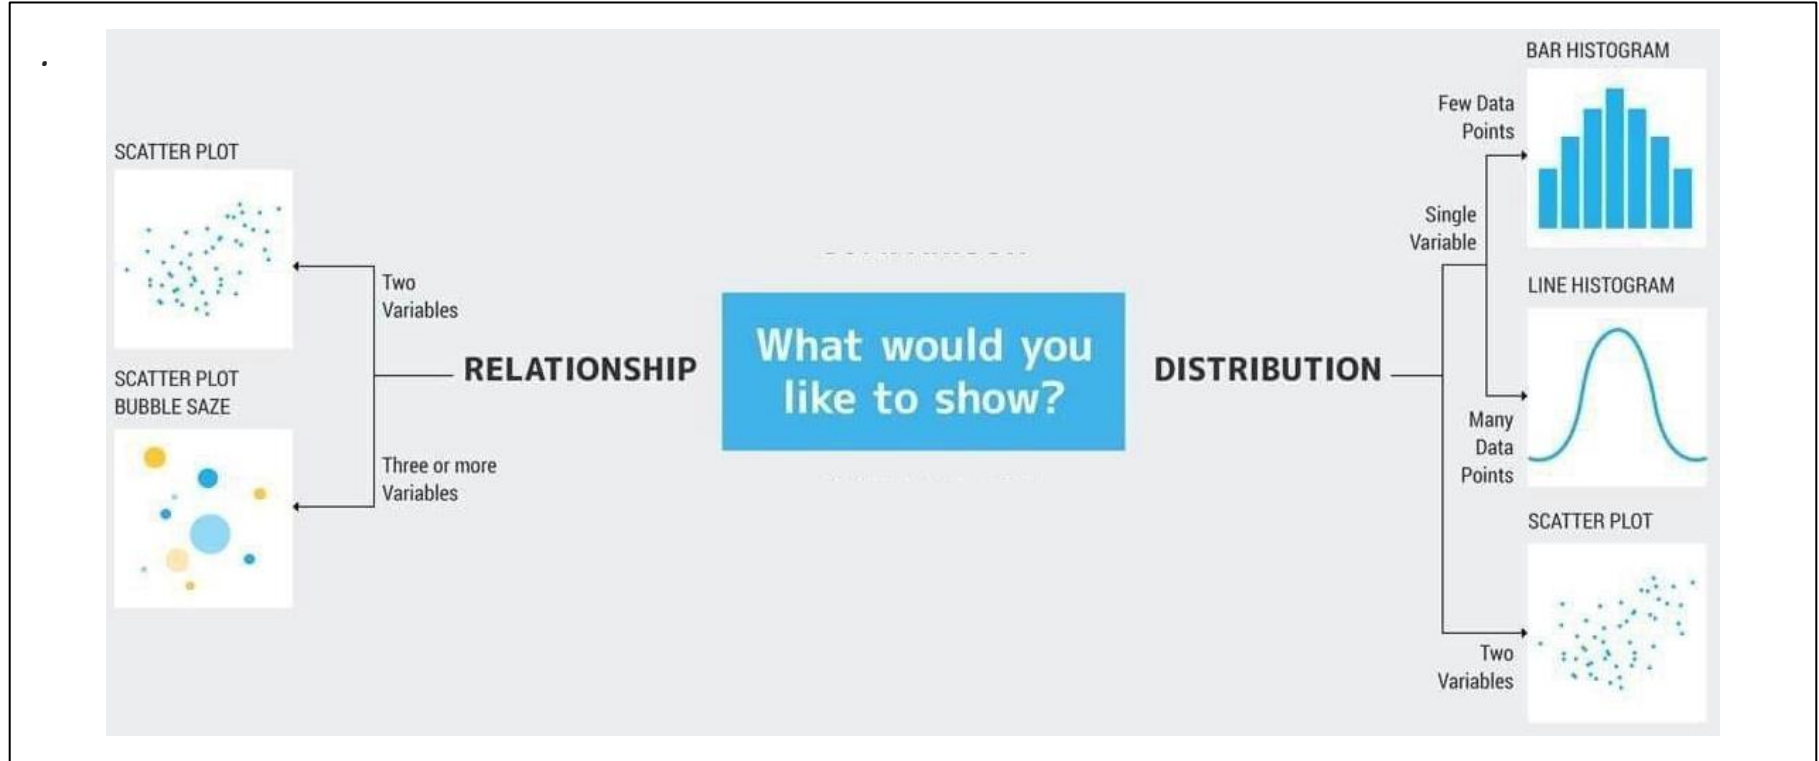 .
SCATTER PLOT
Two
Variables
SCATTER PLOT
BUBBLE SAZE
Three or more
Variables
RELATIONSHIP
What would you
like to show?
DISTRIBUTION
BAR HISTOGRAM
Few Data
Points
Single
Variable
LINE HISTOGRAM
Many
Data
Points
SCATTER PLOT
Two
Variables